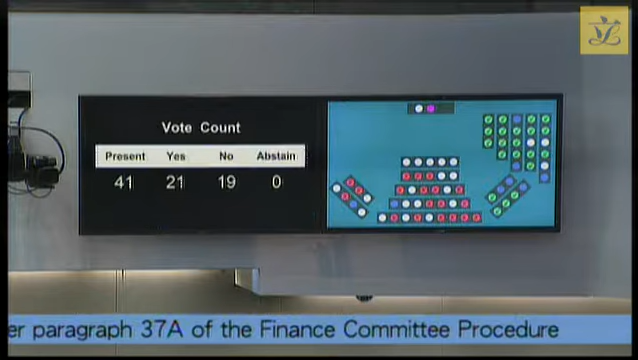 Vote Count
Present Yes No Abstain
41 21 19 0
er paragraph 37A of the Finance Committee Procedure